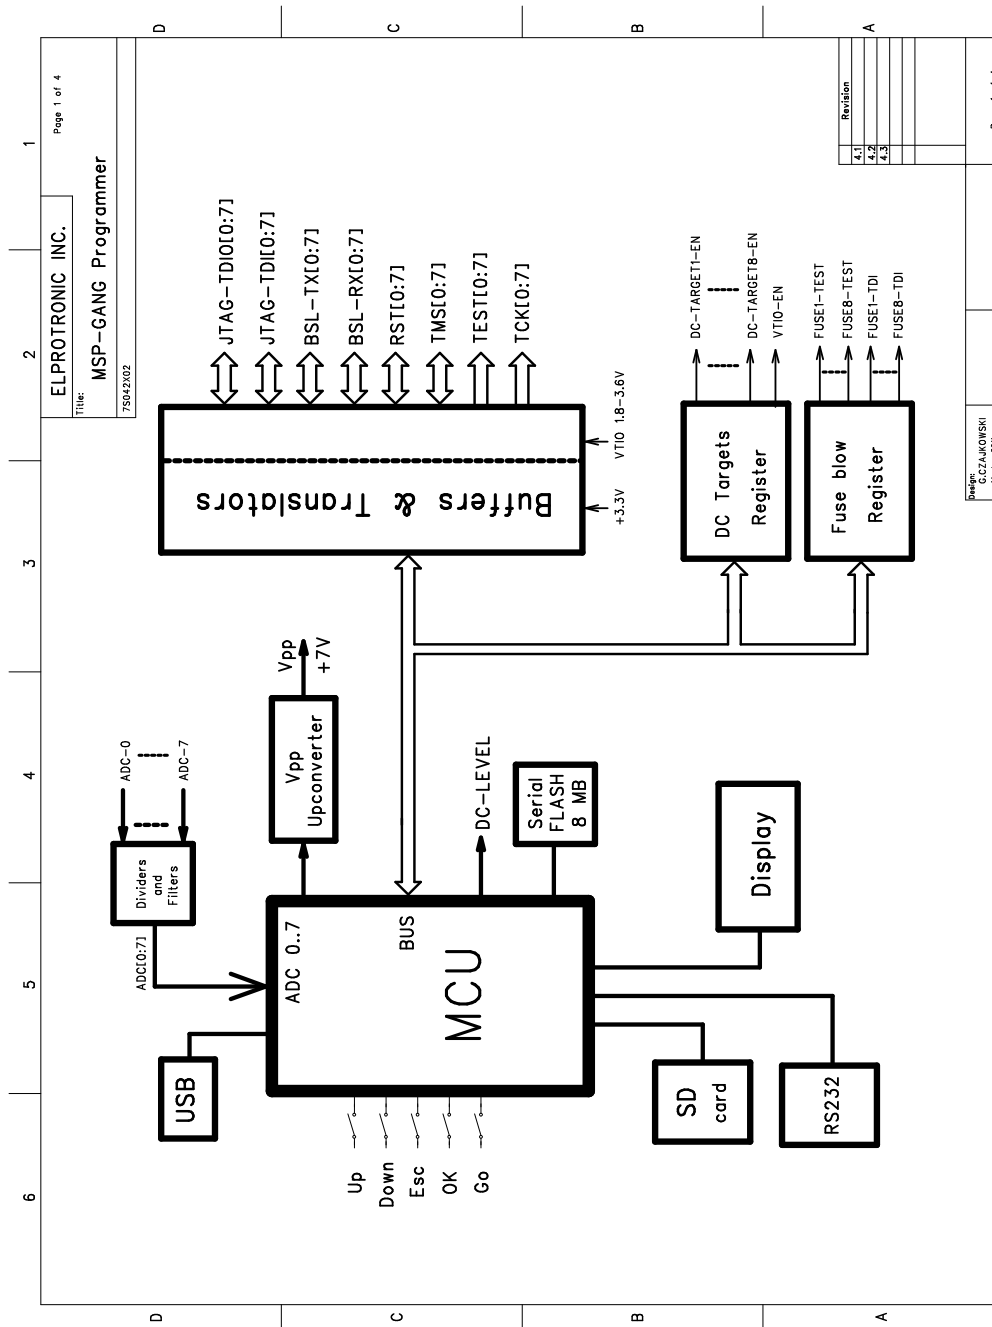 D
C
B
A
1
2
3
4
5
6
ELPROTRONIC INC.
Page 1 of 4
Title:
MSP-GANG Programmer
7S042X02
Revision
4.1
4.2
4.3
Design:
G.CZAJKOWSKI
JTAG-TDIO[0:7]
JTAG-TDI[0:7]
BSL-TX[0:7]
BSL-RX[0:7]
RST[0:7]
TMS[0:7]
TEST[0:7]
TCK[0:7]
Buffers & Translators
VTIO 1.8-3.6V
+3.3V
DC Targets
Register
DC-TARGET1-EN
DC-TARGET8-EN
VTIO-EN
Fuse blow
Register
FUSE1-TEST
FUSE8-TEST
FUSE1-TDI
FUSE8-TDI
Vpp
+7V
Vpp
Upconverter
ADC-0
ADC-7
Dividers
and
Filters
ADC[0:7]
DC-LEVEL
Serial
FLASH
8 MB
ADC 0..7
BUS
MCU
Display
USB
SD
card
RS232
Up
Down
Esc
OK
Go
D
C
B
A